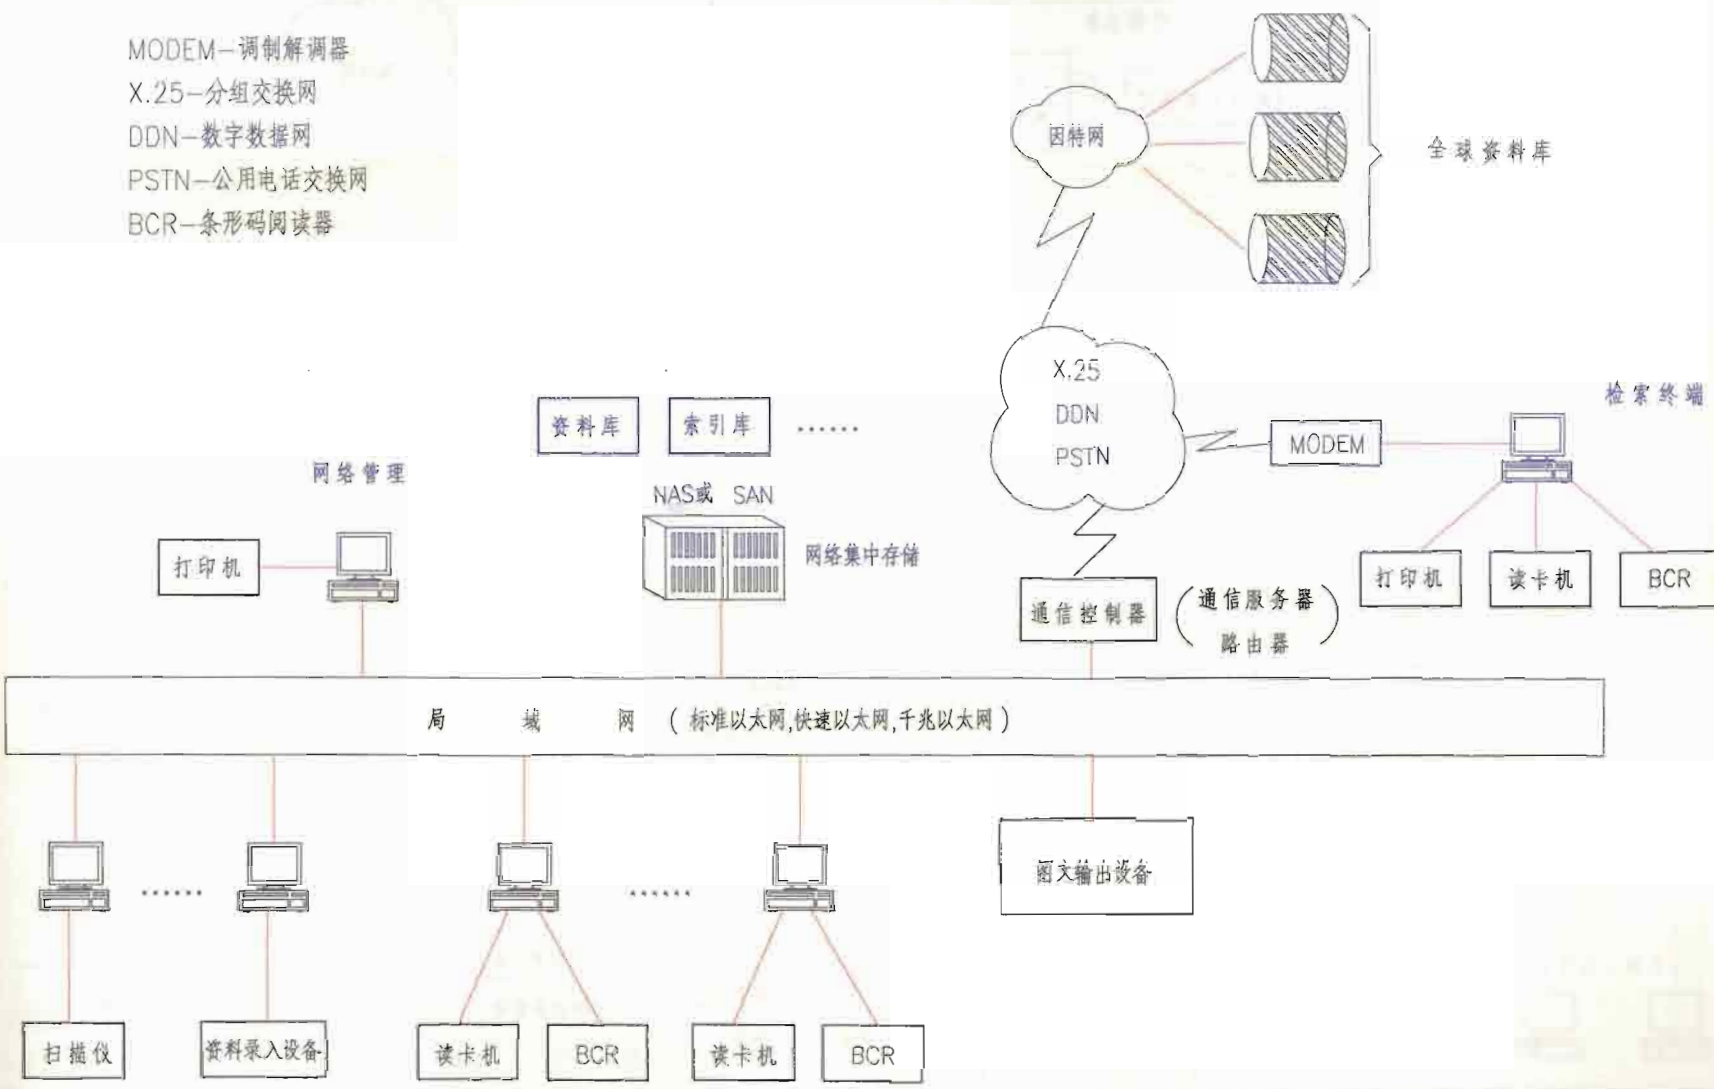 MODEM—调制解调器
X.25—分组交换网
DDN—数字数据网
PSTN—公用电话交换网
BCR—条形码阅读器
因特网
全球资料库
X.25
DDN
PSTN
检索终端
MODEM
资料库
索引库
······
网络管理
NAS或 SAN
网络集中存储
打印机
通信控制器
(通信服务器
路由器)
打印机
读卡机
BCR
局域网(标准以太网,快速以太网,千兆以太网)
······
······
图文输出设备
扫描仪
资料录入设备
读卡机
BCR
读卡机
BCR